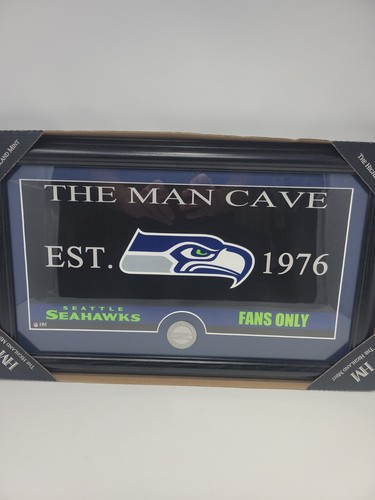 THE MAN CAVE
EST. 1976
SEATTLE
SEAHAWKS
FANS ONLY
HM
THE HIGHLAND MINT
HM
THE HIGHLAND MINT